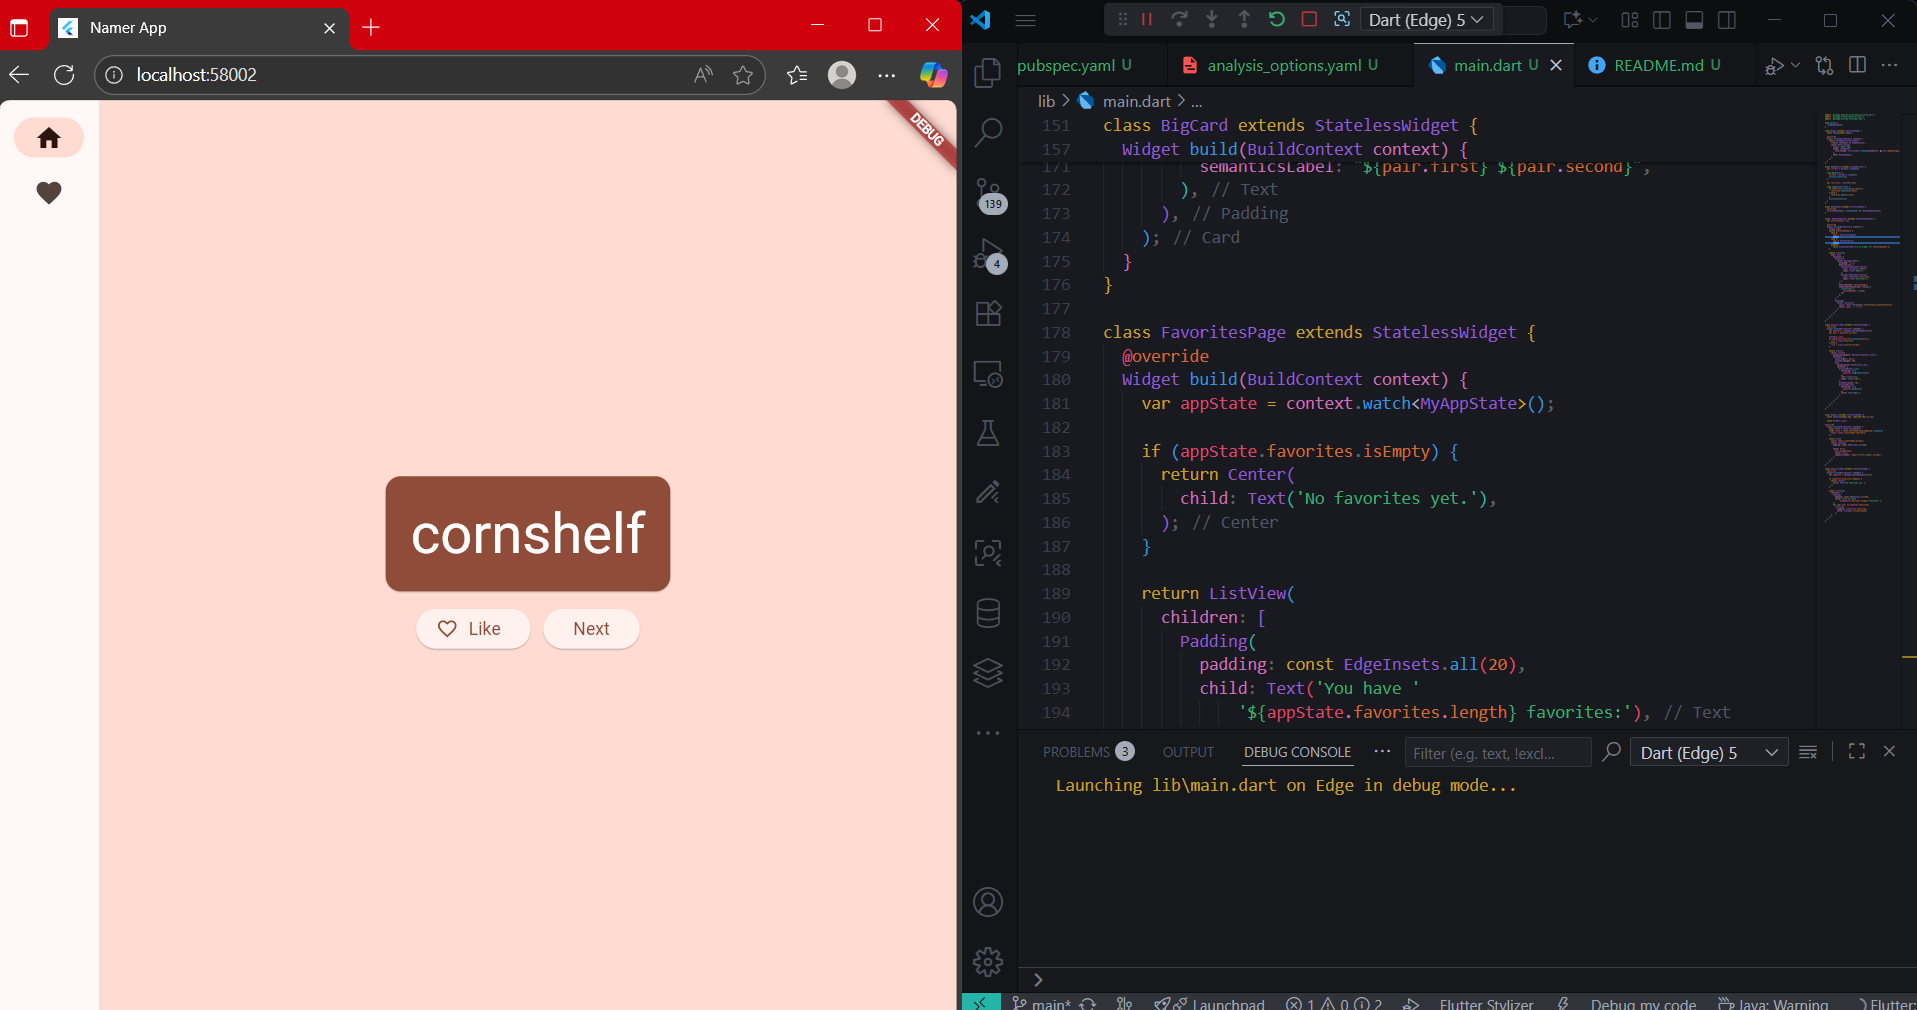 Namer App
localhost:58002
DEBUG
cornshelf
Like
Next
Dart (Edge) 5
pubspec.yaml U
analysis_options.yaml U
main.dart U
README.md U
lib > main.dart > ...
151 class BigCard extends StatelessWidget {
157 Widget build(BuildContext context) {
171 semanticsLabel: "${pair.first} ${pair.second}",
172 ), // Text
173 ), // Padding
174 ); // Card
175 }
176 }
177
178 class FavoritesPage extends StatelessWidget {
179 @override
180 Widget build(BuildContext context) {
181 var appState = context.watch<MyAppState>();
182
183 if (appState.favorites.isEmpty) {
184 return Center(
185 child: Text('No favorites yet.'),
186 ); // Center
187 }
188
189 return ListView(
190 children: [
191 Padding(
192 padding: const EdgeInsets.all(20),
193 child: Text('You have '
194 '${appState.favorites.length} favorites:'), // Text
139
4
PROBLEMS 3 OUTPUT DEBUG CONSOLE ... Filter (e.g. text, !excl... Dart (Edge) 5
Launching lib\main.dart on Edge in debug mode...
main* Launchpad 1 0 2 Flutter Stylizer Debug my code Java: Warning Flutter: